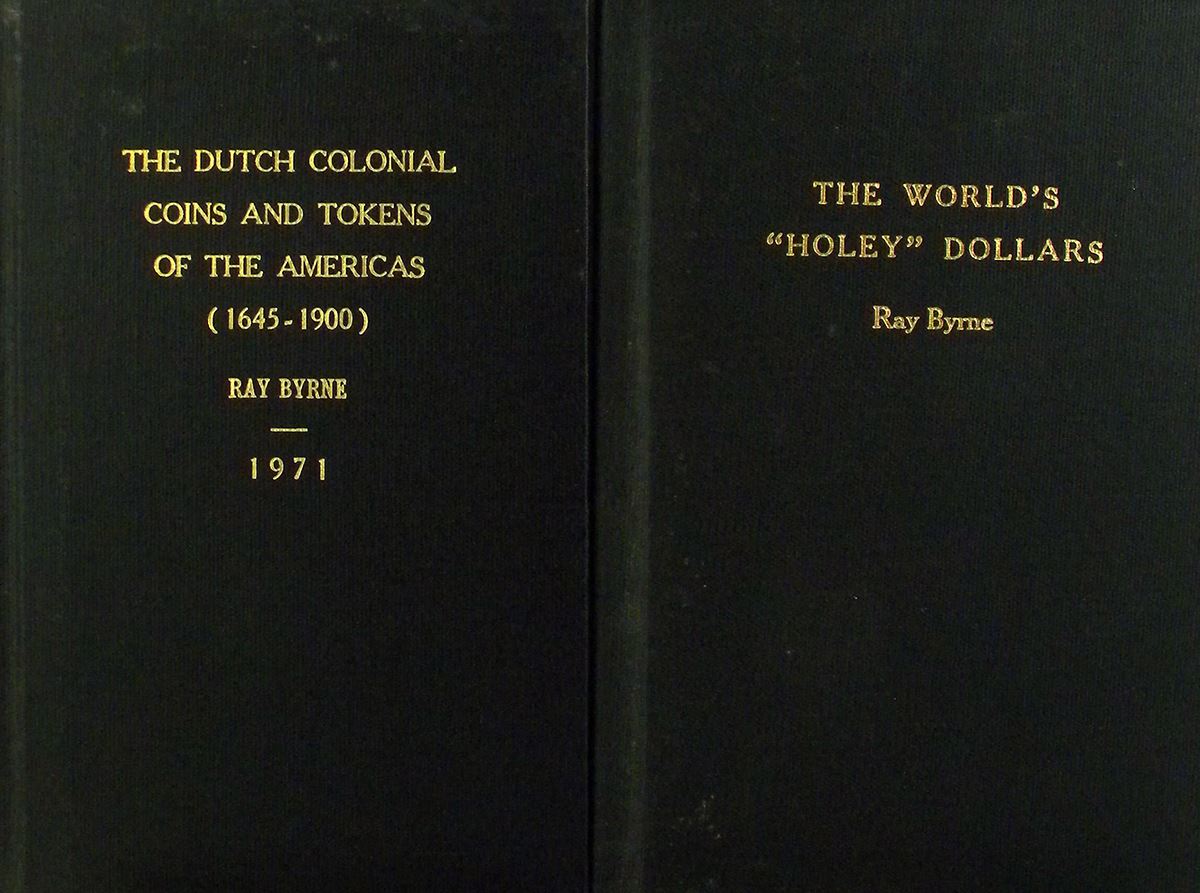 THE DUTCH COLONIAL
COINS AND TOKENS
OF THE AMERICAS
(1645-1900)
RAY BYRNE
1971
THE WORLD'S
“HOLEY” DOLLARS
Ray Byrne